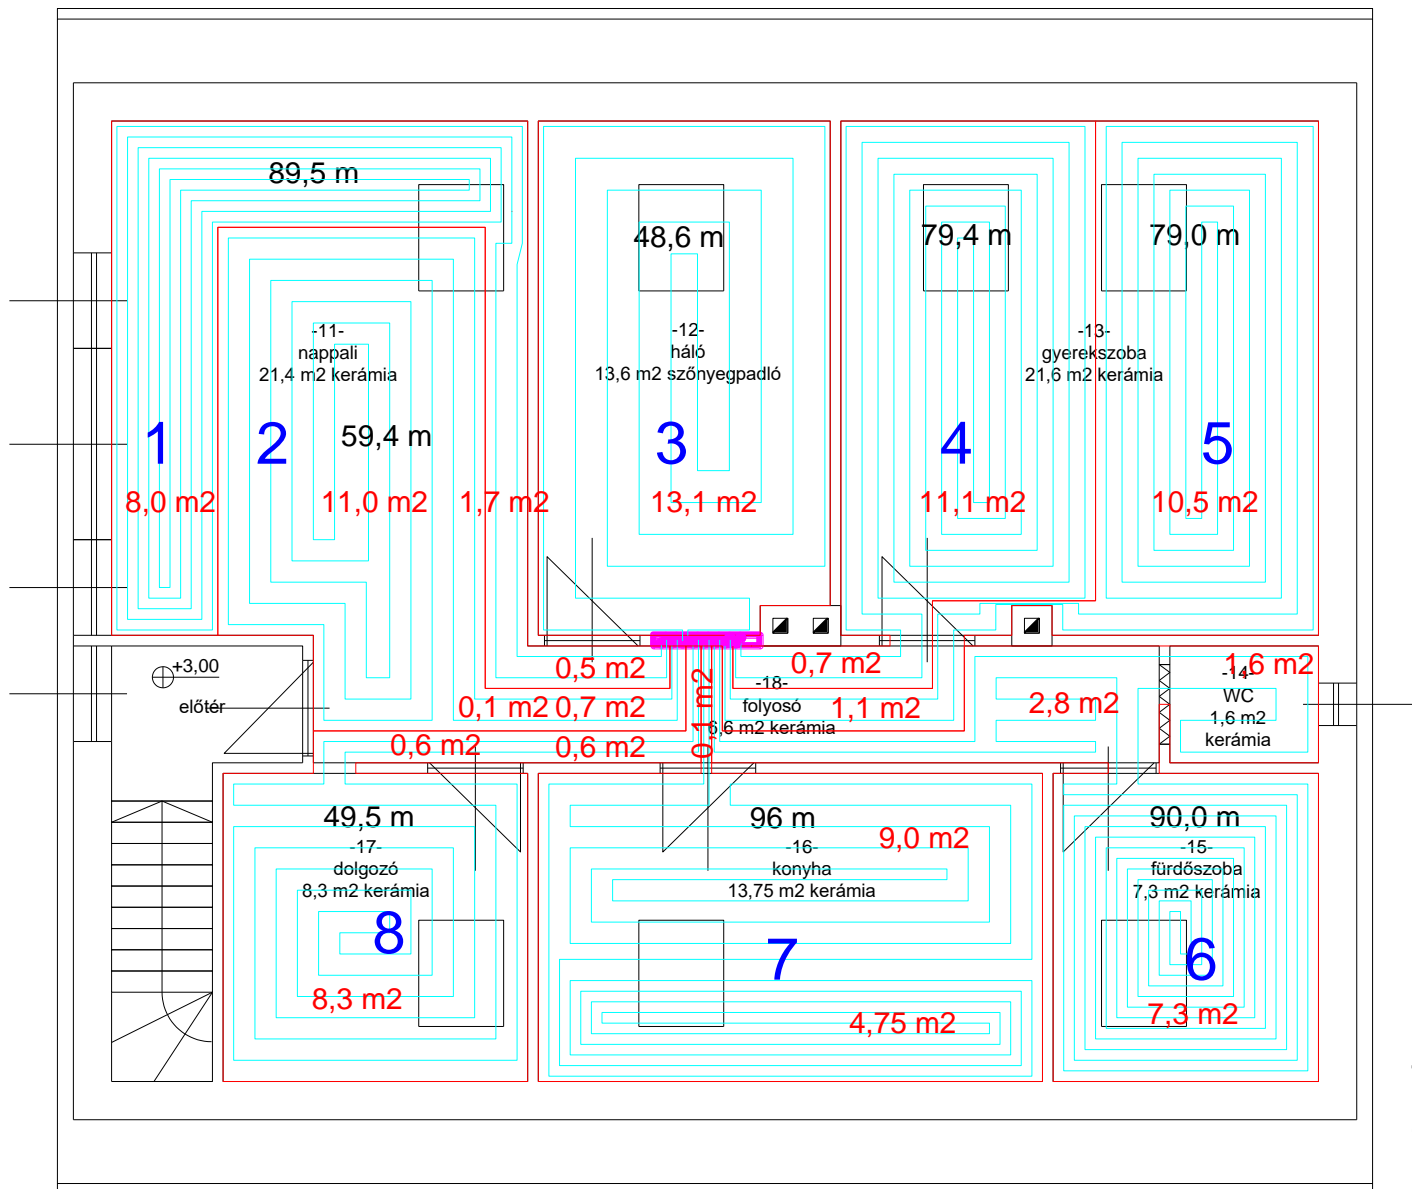 89,5 m
48,6 m
79,4 m
79,0 m
-11-
nappali
21,4 m2 kerámia
-12-
háló
13,6 m2 szőnyegpadló
-13-
gyerekszoba
21,6 m2 kerámia
1
2
59,4 m
3
4
5
8,0 m2
11,0 m2
1,7 m2
13,1 m2
11,1 m2
10,5 m2
+3,00
előtér
0,5 m2
0,7 m2
1,6 m2
0,1 m2
0,7 m2
0,1 m2
-18-
folyosó
6,6 m2 kerámia
1,1 m2
2,8 m2
-14-
WC
1,6 m2
kerámia
0,6 m2
0,6 m2
49,5 m
-17-
dolgozó
8,3 m2 kerámia
8
8,3 m2
96 m
9,0 m2
-16-
konyha
13,75 m2 kerámia
7
4,75 m2
90,0 m
-15-
fürdőszoba
7,3 m2 kerámia
6
7,3 m2